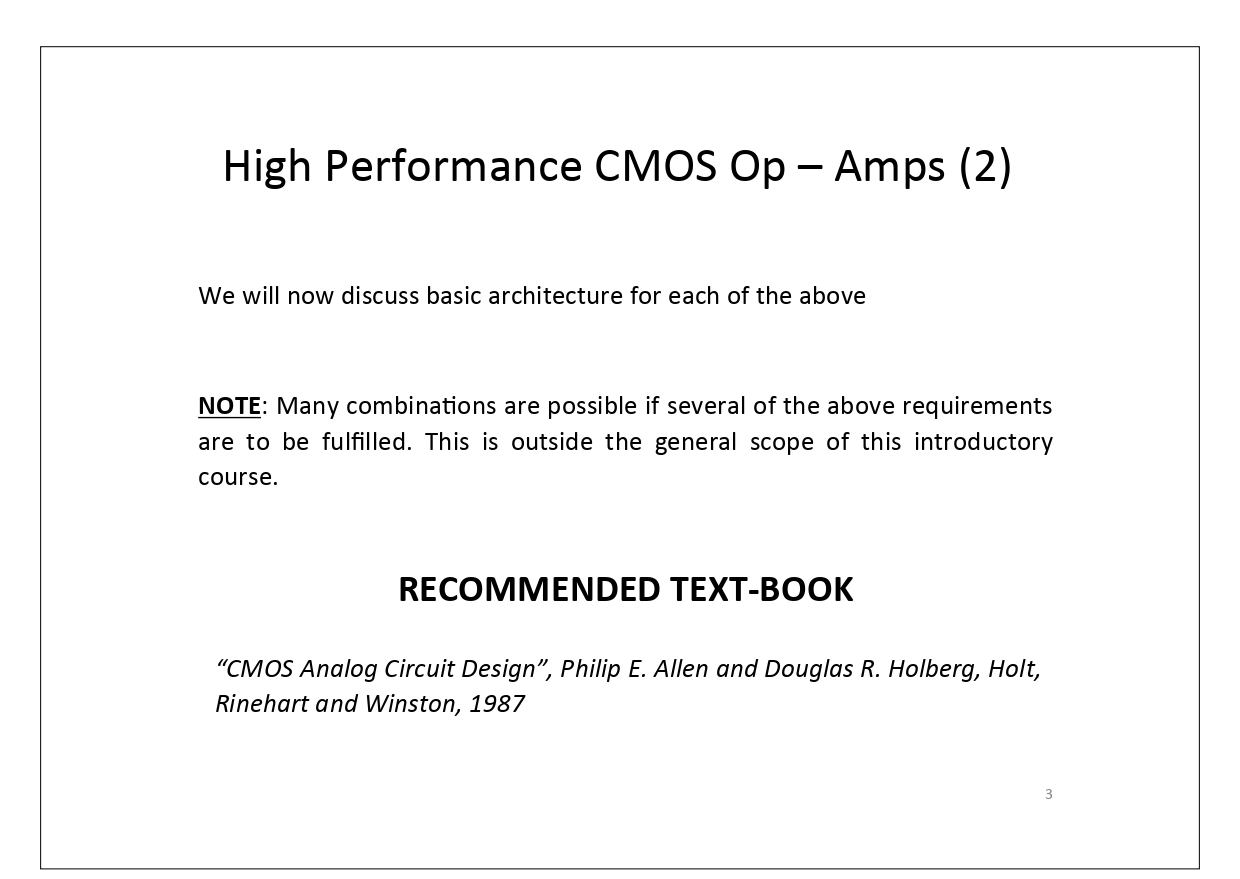 High Performance CMOS Op – Amps (2)
We will now discuss basic architecture for each of the above
NOTE: Many combinations are possible if several of the above requirements
are to be fulfilled. This is outside the general scope of this introductory
course.
RECOMMENDED TEXT-BOOK
“CMOS Analog Circuit Design”, Philip E. Allen and Douglas R. Holberg, Holt,
Rinehart and Winston, 1987
3